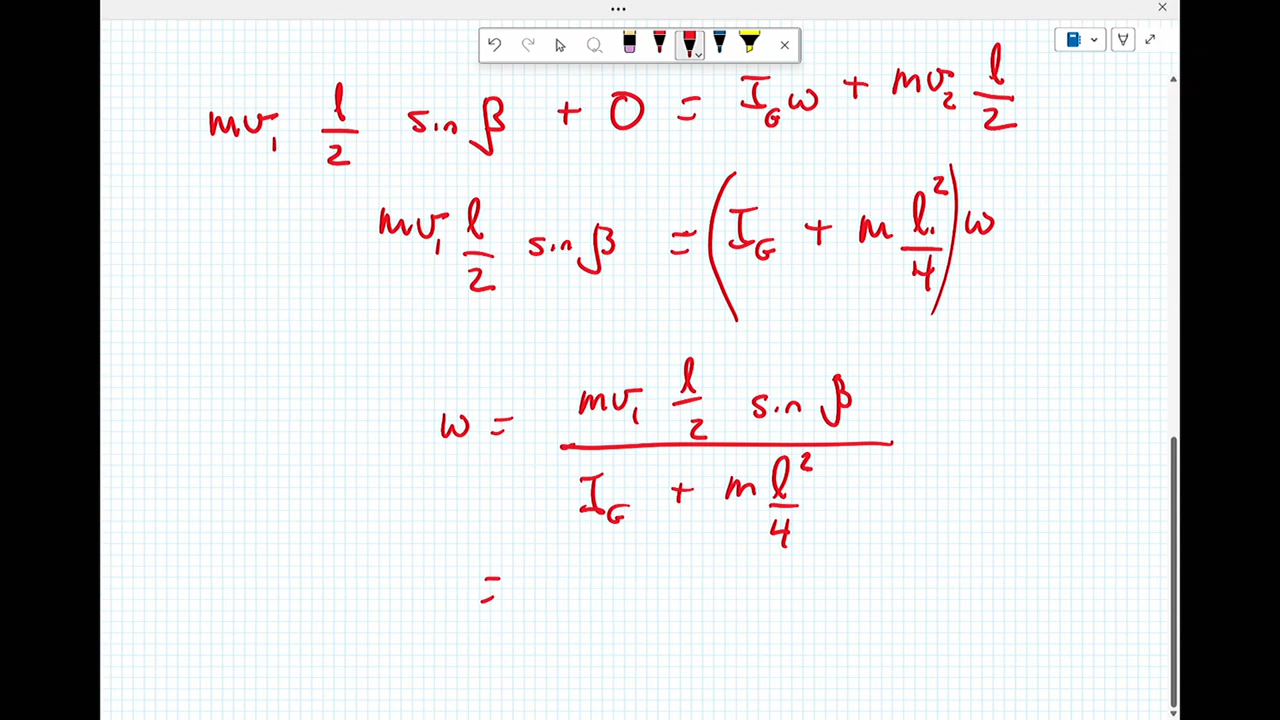 mv₁ l/2 sin β + 0 = I_G ω + mv₂ l/2
mv₁ l/2 sin β = (I_G + m l²/4) ω
ω = (mv₁ l/2 sin β) / (I_G + m l²/4)
=